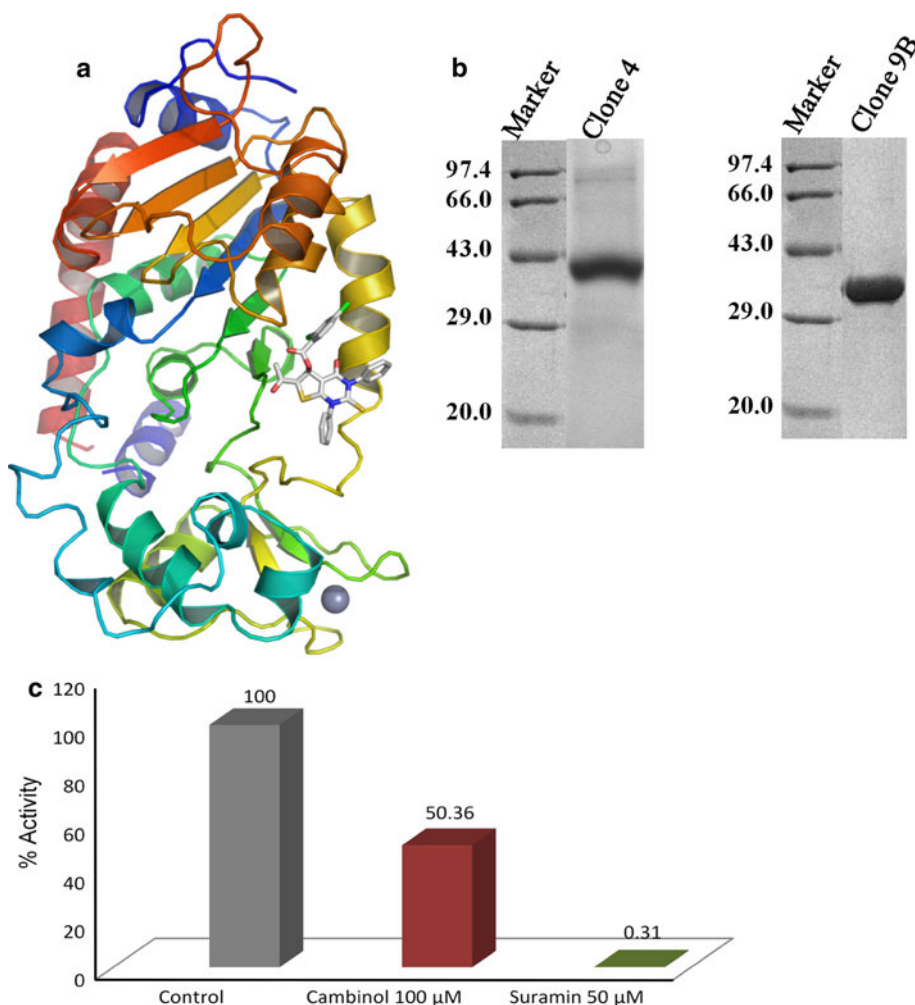 a
b
Marker
Clone 4
97.4
66.0
43.0
29.0
20.0
Marker
Clone 9B
97.4
66.0
43.0
29.0
20.0
c
% Activity
120
100
80
60
40
20
0
100
50.36
0.31
Control
Cambinol 100 µM
Suramin 50 µM